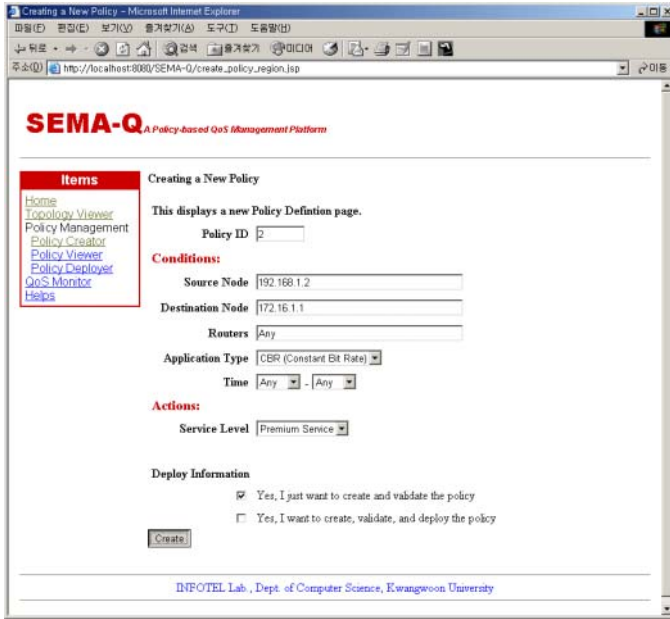 Creating a New Policy - Microsoft Internet Explorer
파일(F) 편집(E) 보기(V) 즐겨찾기(A) 도구(T) 도움말(H)
뒤로 검색 즐겨찾기 미디어
주소(D) http://localhost:8080/SEMA-Q/create_policy_region.jsp 이동
SEMA-Q A Policy-based QoS Management Platform
Items
Home
Topology Viewer
Policy Management
Policy Creator
Policy Viewer
Policy Deployer
QoS Monitor
Helps
Creating a New Policy
This displays a new Policy Defintion page.
Policy ID 2
Conditions:
Source Node 192.168.1.2
Destination Node 172.16.1.1
Routers Any
Application Type CBR (Constant Bit Rate)
Time Any - Any
Actions:
Service Level Premium Service
Deploy Information
Yes, I just want to create and validate the policy
Yes, I want to create, validate, and deploy the policy
Create
INFOTEL Lab., Dept. of Computer Science, Kwangwoon University